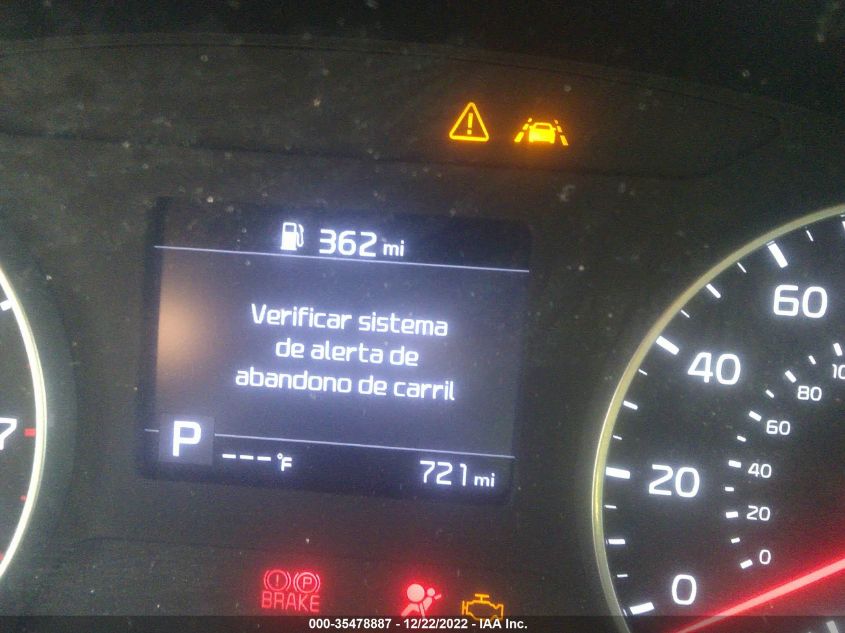 362 mi
Verificar sistema
de alerta de
abandono de carril
P
---°F
721 mi
7
60
40
20
0
80
60
40
20
0
BRAKE
000-35478887 - 12/22/2022 - IAA Inc.